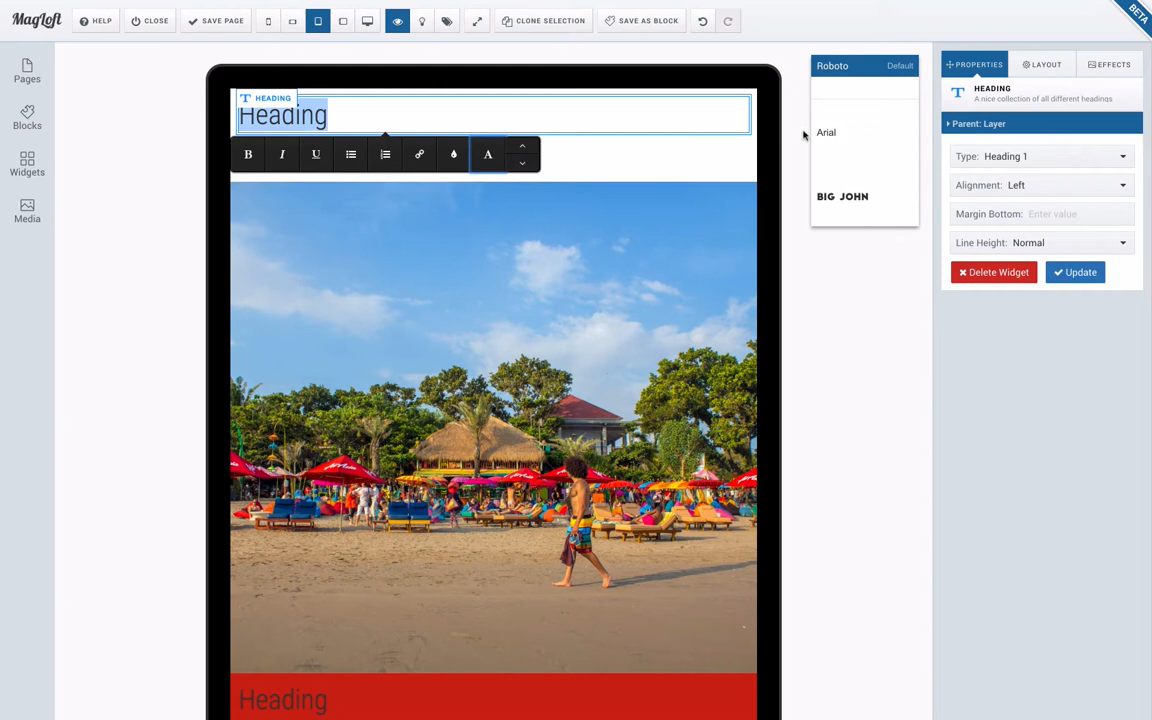 MagLoft
HELP
CLOSE
SAVE PAGE
CLONE SELECTION
SAVE AS BLOCK
BETA
Pages
Blocks
Widgets
Media
HEADING
Heading
B I U A
Roboto Default
Arial
BIG JOHN
PROPERTIES LAYOUT EFFECTS
HEADING
A nice collection of all different headings
Parent: Layer
Type: Heading 1
Alignment: Left
Margin Bottom: Enter value
Line Height: Normal
Delete Widget Update
Heading